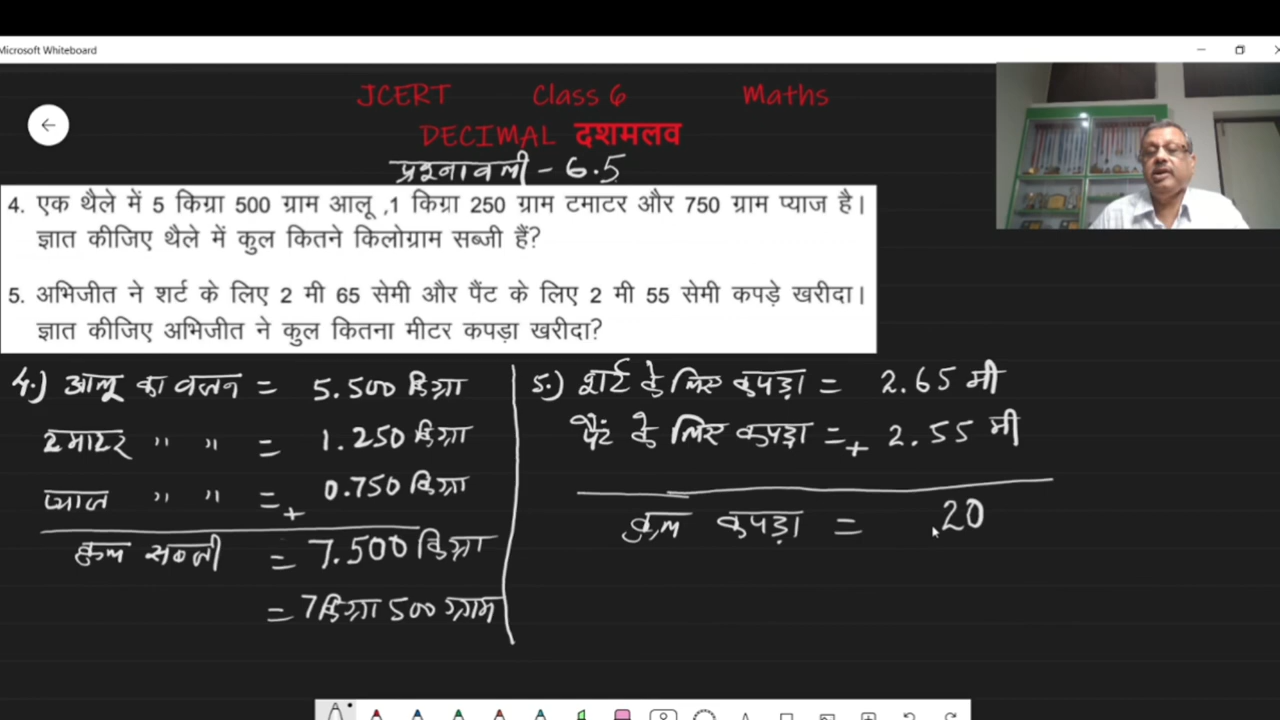 Microsoft Whiteboard
JCERT Class 6 Maths
DECIMAL दशमलव
प्रश्नावली - 6.5
4. एक थैले में 5 किग्रा 500 ग्राम आलू ,1 किग्रा 250 ग्राम टमाटर और 750 ग्राम प्याज है।
ज्ञात कीजिए थैले में कुल कितने किलोग्राम सब्जी हैं?
5. अभिजीत ने शर्ट के लिए 2 मी 65 सेमी और पैंट के लिए 2 मी 55 सेमी कपड़े खरीदा।
ज्ञात कीजिए अभिजीत ने कुल कितना मीटर कपड़ा खरीदा?
4.) आलू का वजन = 5.500 किग्रा
टमाटर " " = 1.250 किग्रा
प्याज " " = + 0.750 किग्रा
कुल सब्जी = 7.500 किग्रा
= 7 किग्रा 500 ग्राम
5.) शर्ट के लिए कपड़ा = 2.65 मी
पैंट के लिए कपड़ा = + 2.55 मी
कुल कपड़ा = .20